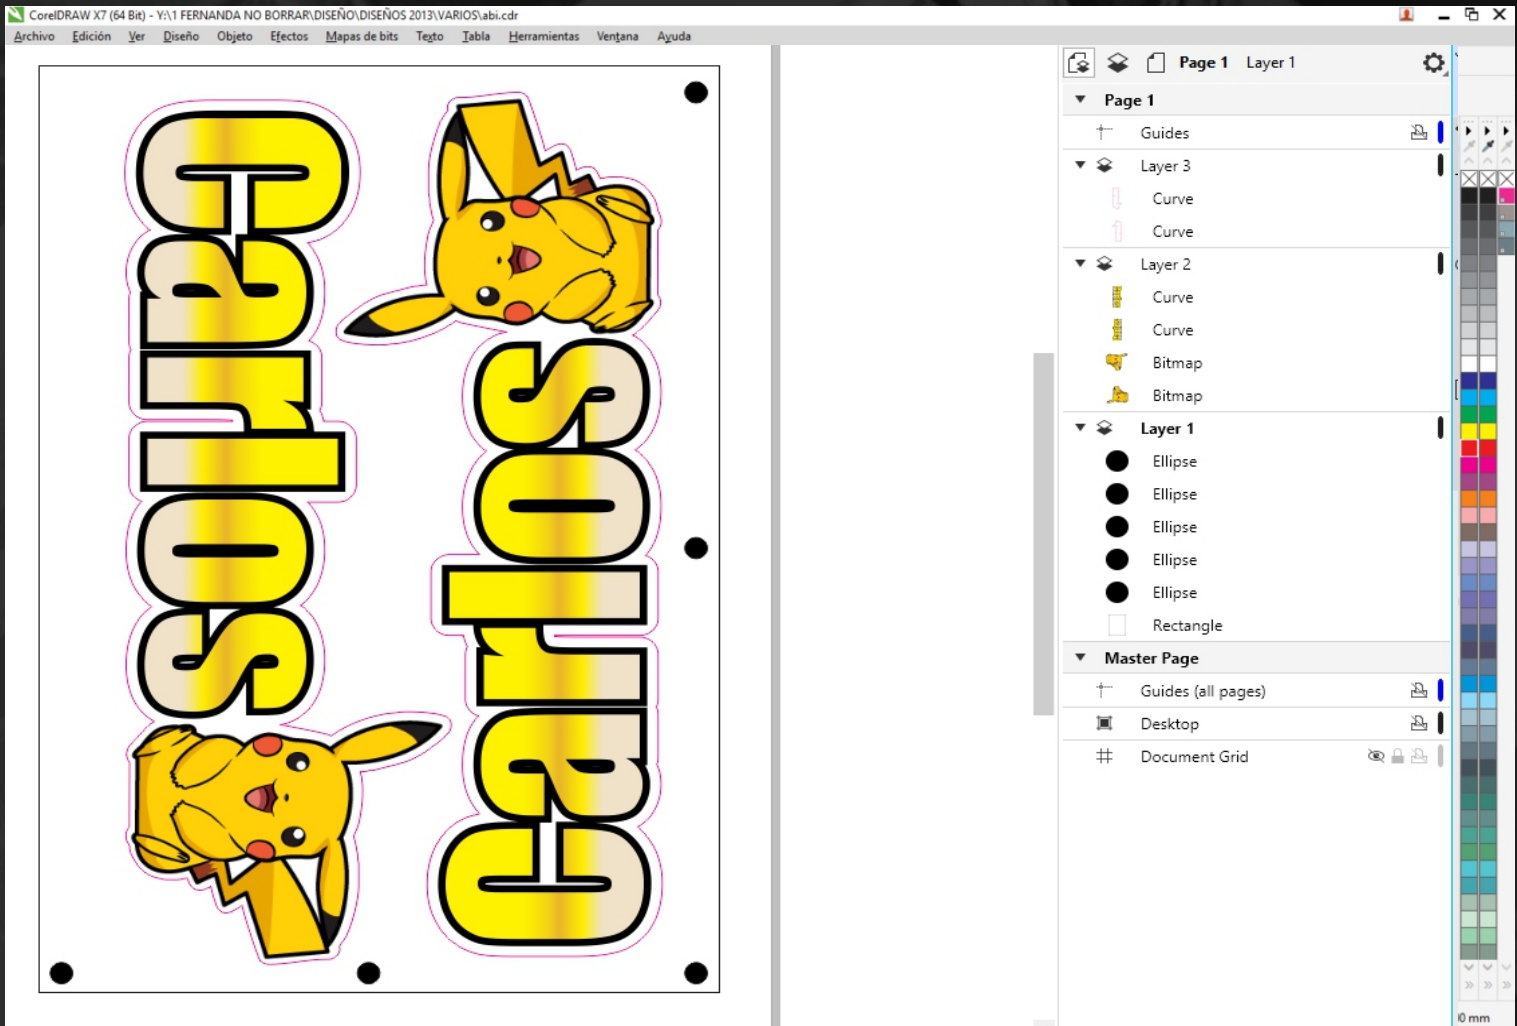 CorelDRAW X7 (64 Bit) - Y:\1 FERNANDA NO BORRAR\DISEÑO\DISEÑOS 2013\VARIOS\abi.cdr
Archivo Edición Ver Diseño Objeto Efectos Mapas de bits Texto Tabla Herramientas Ventana Ayuda
carlos
carlos
Page 1 Layer 1
Page 1
Guides
Layer 3
Curve
Curve
Layer 2
Curve
Curve
Bitmap
Bitmap
Layer 1
Ellipse
Ellipse
Ellipse
Ellipse
Ellipse
Rectangle
Master Page
Guides (all pages)
Desktop
Document Grid
0 mm